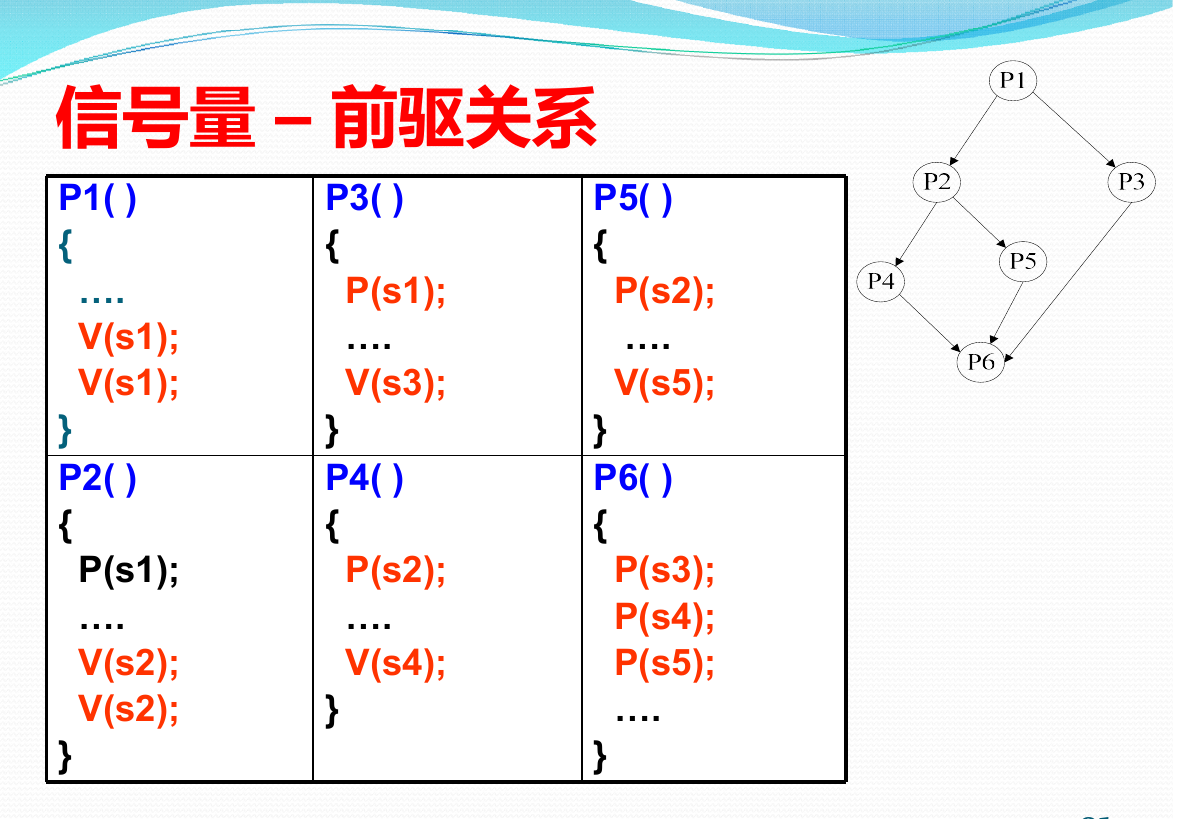 信号量 – 前驱关系
P1( )
{
….
V(s1);
V(s1);
}
P3( )
{
P(s1);
….
V(s3);
}
P5( )
{
P(s2);
….
V(s5);
}
P2( )
{
P(s1);
….
V(s2);
V(s2);
}
P4( )
{
P(s2);
….
V(s4);
}
P6( )
{
P(s3);
P(s4);
P(s5);
….
}
P1
P2
P3
P5
P4
P6